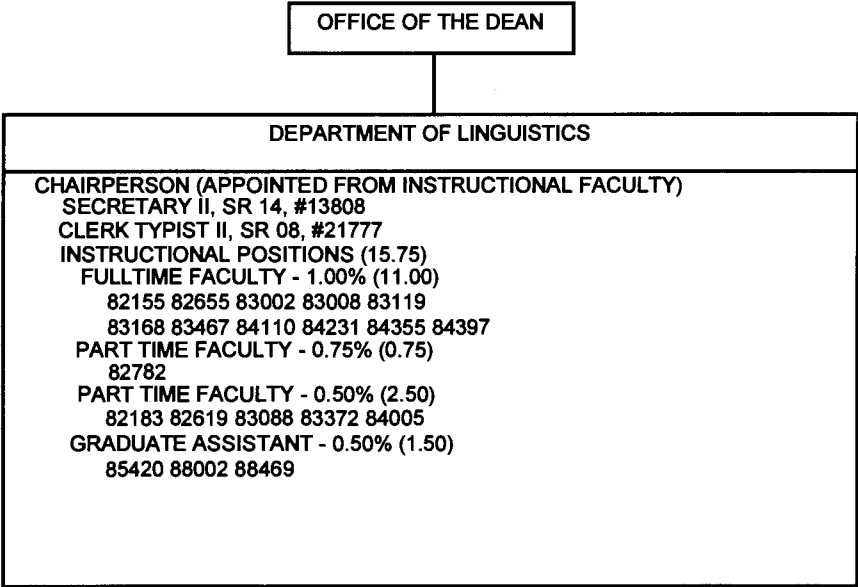 OFFICE OF THE DEAN
DEPARTMENT OF LINGUISTICS
CHAIRPERSON (APPOINTED FROM INSTRUCTIONAL FACULTY)
SECRETARY II, SR 14, #13808
CLERK TYPIST II, SR 08, #21777
INSTRUCTIONAL POSITIONS (15.75)
FULLTIME FACULTY - 1.00% (11.00)
82155 82655 83002 83008 83119
83168 83467 84110 84231 84355 84397
PART TIME FACULTY - 0.75% (0.75)
82782
PART TIME FACULTY - 0.50% (2.50)
82183 82619 83088 83372 84005
GRADUATE ASSISTANT - 0.50% (1.50)
85420 88002 88469